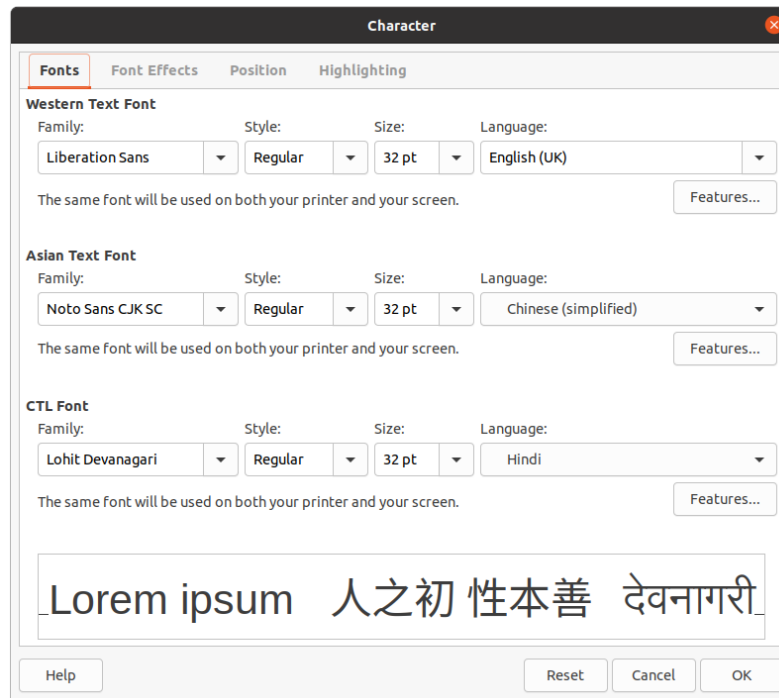 Character
Fonts Font Effects Position Highlighting
Western Text Font
Family: Style: Size: Language:
Liberation Sans Regular 32 pt English (UK)
The same font will be used on both your printer and your screen. Features...
Asian Text Font
Family: Style: Size: Language:
Noto Sans CJK SC Regular 32 pt Chinese (simplified)
The same font will be used on both your printer and your screen. Features...
CTL Font
Family: Style: Size: Language:
Lohit Devanagari Regular 32 pt Hindi
The same font will be used on both your printer and your screen. Features...
Lorem ipsum 人之初 性本善 देवनागरी
Help Reset Cancel OK